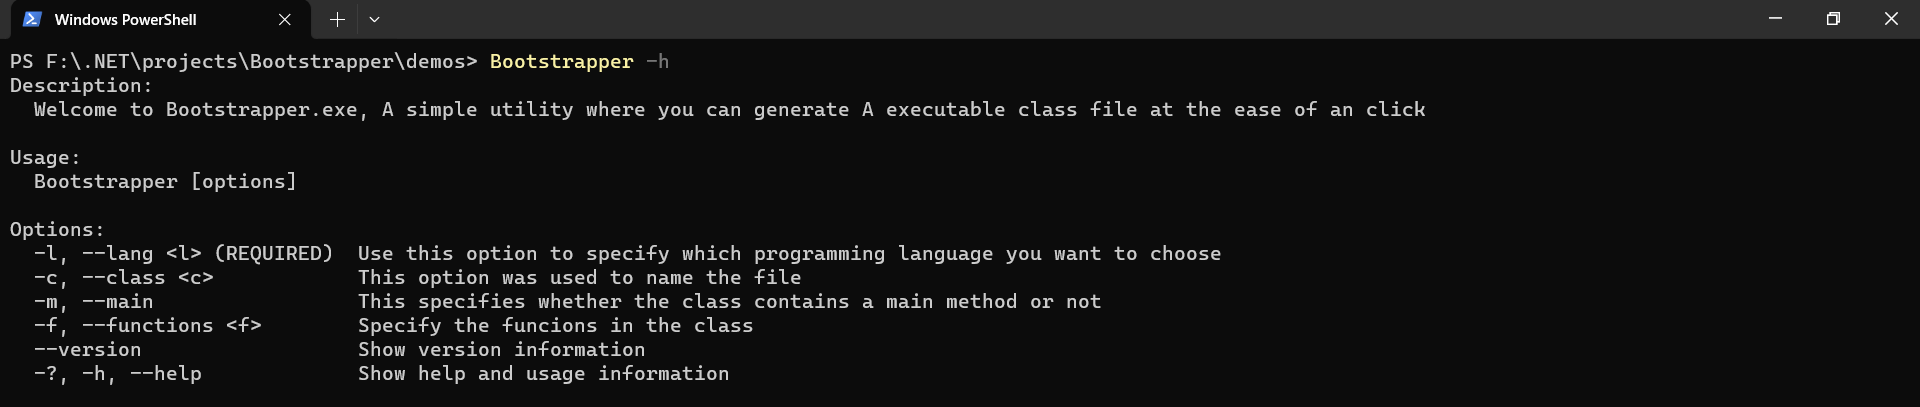 Windows PowerShell
PS F:\.NET\projects\Bootstrapper\demos> Bootstrapper -h
Description:
  Welcome to Bootstrapper.exe, A simple utility where you can generate A executable class file at the ease of an click

Usage:
  Bootstrapper [options]

Options:
  -l, --lang <l> (REQUIRED)  Use this option to specify which programming language you want to choose
  -c, --class <c>            This option was used to name the file
  -m, --main                 This specifies whether the class contains a main method or not
  -f, --functions <f>        Specify the funcions in the class
  --version                  Show version information
  -?, -h, --help             Show help and usage information